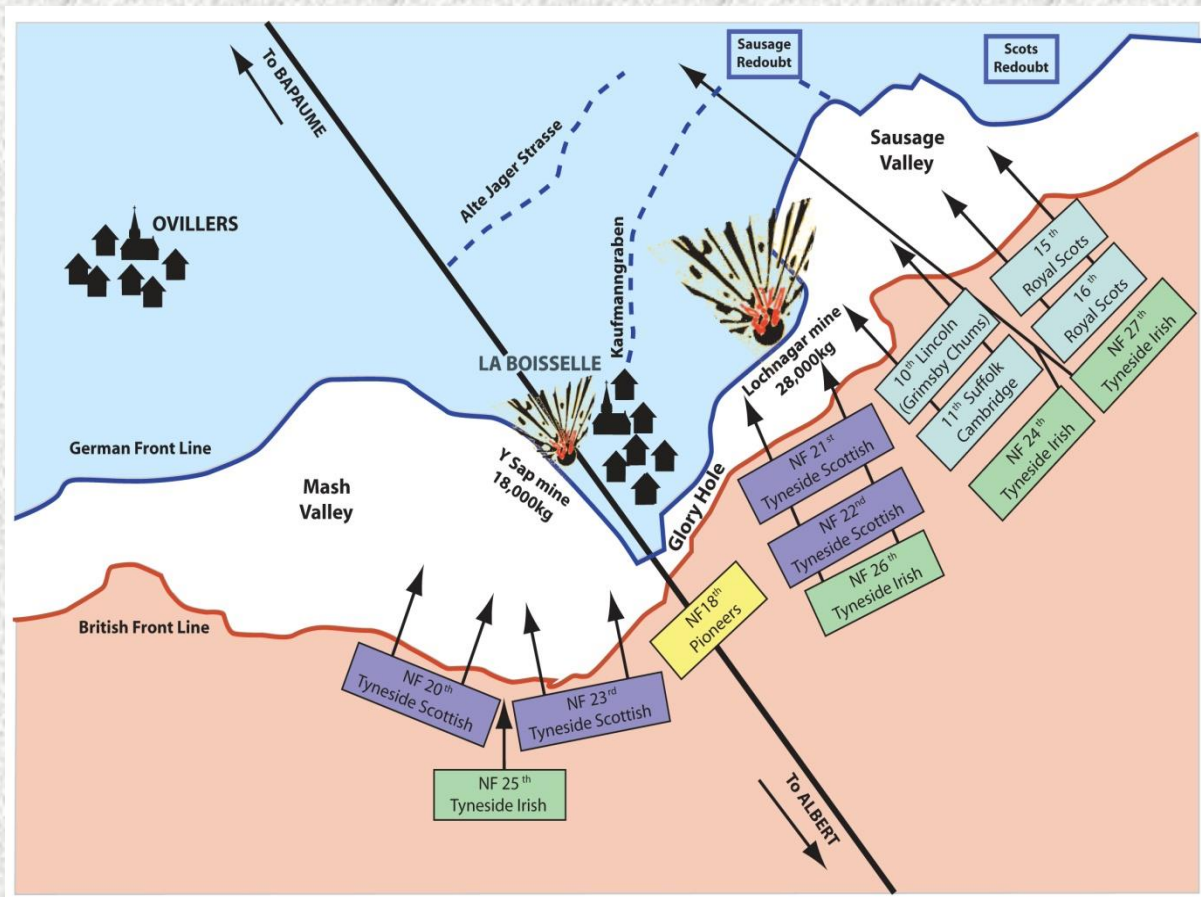 To BAPAUME
Sausage
Redoubt
Scots
Redoubt
Alte Jager Strasse
Sausage
Valley
OVILLERS
Kaufmanngraben
LA BOISSELLE
Lochnagar mine
28,000kg
15th
Royal Scots
16th
Royal Scots
NF 27th
Tyneside Irish
10th Lincoln
(Grimsby Chums)
11th Suffolk
Cambridge
NF 24th
Tyneside Irish
German Front Line
Mash
Valley
Y Sap mine
18,000kg
Glory Hole
NF 21st
Tyneside Scottish
NF 22nd
Tyneside Scottish
NF 26th
Tyneside Irish
British Front Line
NF18th
Pioneers
NF 20th
Tyneside Scottish
NF 23rd
Tyneside Scottish
NF 25th
Tyneside Irish
To ALBERT